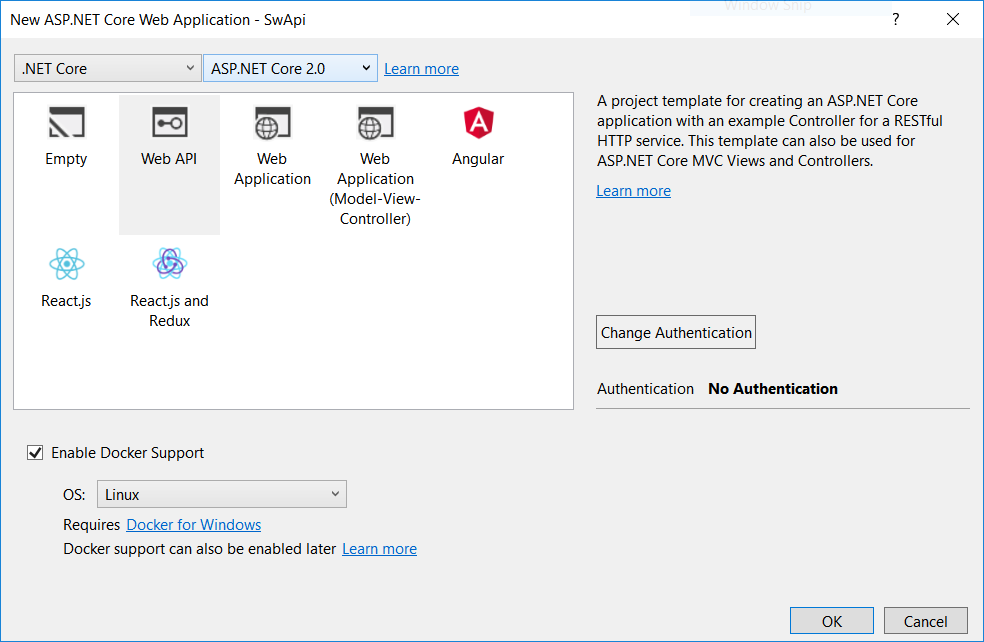 New ASP.NET Core Web Application - SwApi
Window Snip
?
.NET Core
ASP.NET Core 2.0
Learn more
Empty
Web API
Web
Application
Web
Application
(Model-View-
Controller)
Angular
React.js
React.js and
Redux
A project template for creating an ASP.NET Core
application with an example Controller for a RESTful
HTTP service. This template can also be used for
ASP.NET Core MVC Views and Controllers.
Learn more
Change Authentication
Authentication No Authentication
Enable Docker Support
OS: Linux
Requires Docker for Windows
Docker support can also be enabled later Learn more
OK
Cancel